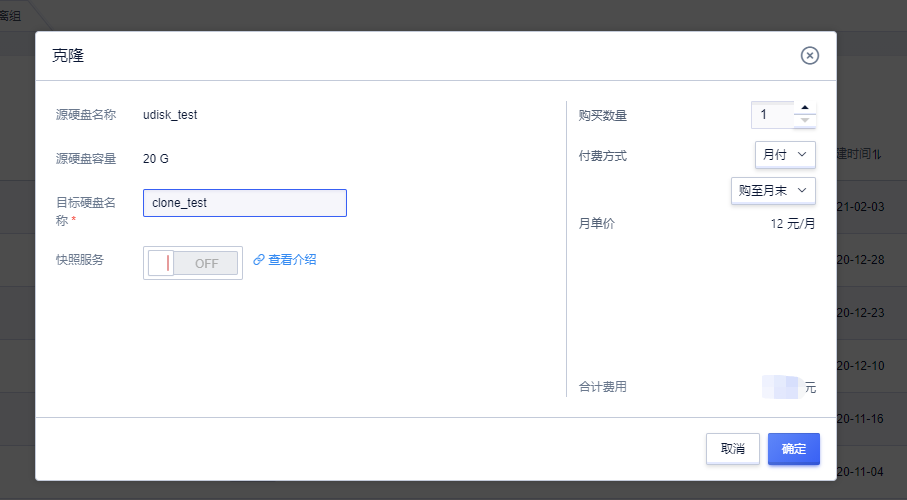 离组
克隆
源硬盘名称 udisk_test
源硬盘容量 20 G
目标硬盘名
称 *
clone_test
快照服务 OFF 查看介绍
购买数量 1
付费方式 月付
购至月末
月单价 12 元/月
合计费用 元
取消 确定
建时间
21-02-03
20-12-28
20-12-23
20-12-10
20-11-16
20-11-04